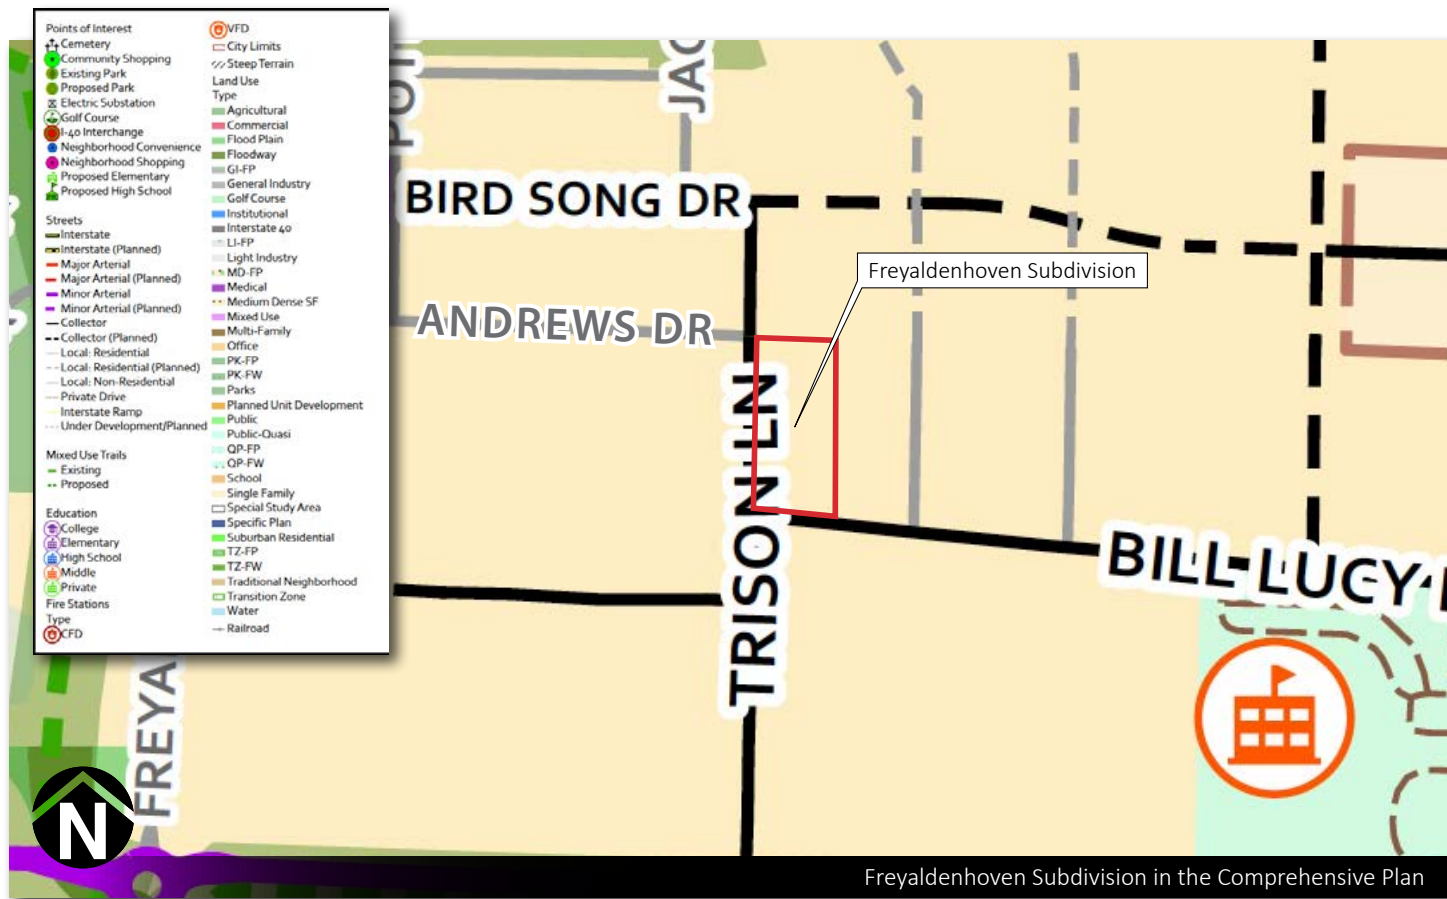 Points of Interest
Cemetery
Community Shopping
Existing Park
Proposed Park
Electric Substation
Golf Course
I-40 Interchange
Neighborhood Convenience
Neighborhood Shopping
Proposed Elementary
Proposed High School
Streets
Interstate
Interstate (Planned)
Major Arterial
Major Arterial (Planned)
Minor Arterial
Minor Arterial (Planned)
Collector
Collector (Planned)
Local: Residential
Local: Residential (Planned)
Local: Non-Residential
Private Drive
Interstate Ramp
Under Development/Planned
Mixed Use Trails
Existing
Proposed
Education
College
Elementary
High School
Middle
Private
Fire Stations
Type
CFD
VFD
City Limits
Steep Terrain
Land Use
Type
Agricultural
Commercial
Flood Plain
Floodway
GI-FP
General Industry
Golf Course
Institutional
Interstate 40
LI-FP
Light Industry
MD-FP
Medical
Medium Dense SF
Mixed Use
Multi-Family
Office
PK-FP
PK-FW
Parks
Planned Unit Development
Public
Public-Quasi
QP-FP
QP-FW
School
Single Family
Special Study Area
Specific Plan
Suburban Residential
TZ-FP
TZ-FW
Traditional Neighborhood
Transition Zone
Water
Railroad
POT
JAC
BIRD SONG DR
Freyaldenhoven Subdivision
ANDREWS DR
TRISON LN
BILL LUCY
FREYA
N
Freyaldenhoven Subdivision in the Comprehensive Plan